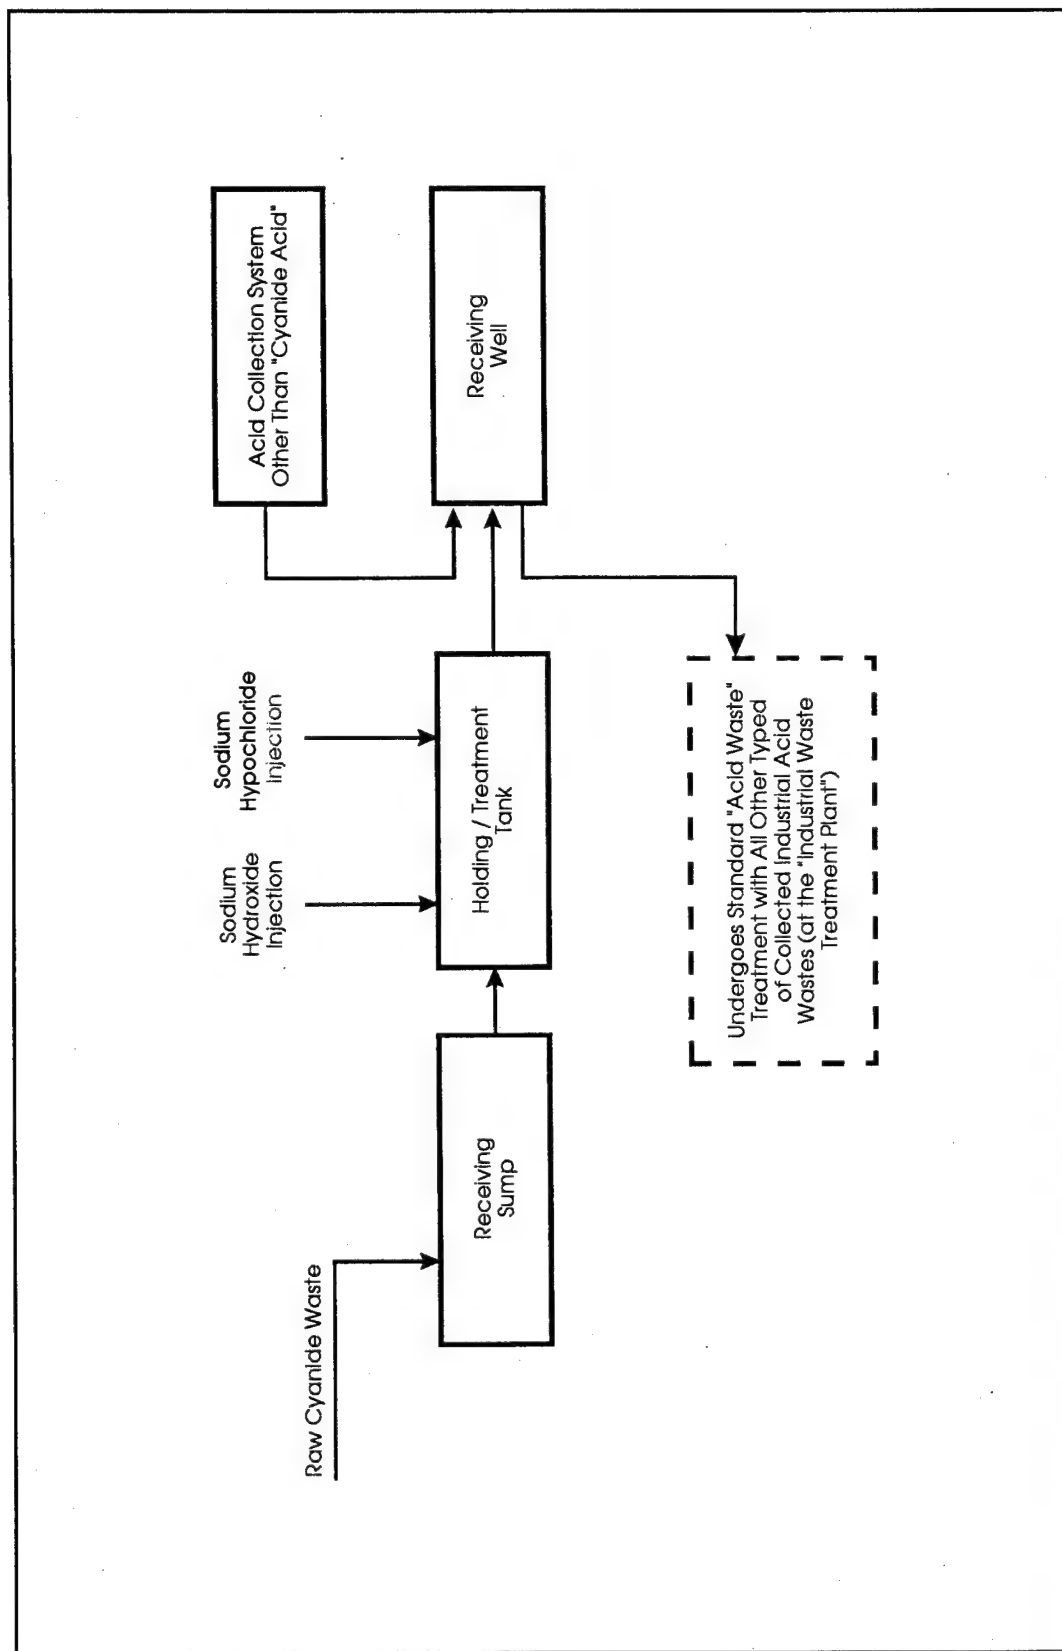 Raw Cyanide Waste
Receiving
Sump
Sodium
Hydroxide
Injection
Sodium
Hypochloride
Injection
Holding / Treatment
Tank
Acid Collection System
Other Than "Cyanide Acid"
Receiving
Well
Undergoes Standard "Acid Waste"
Treatment with All Other Typed
of Collected Industrial Acid
Wastes (at the "Industrial Waste
Treatment Plant")